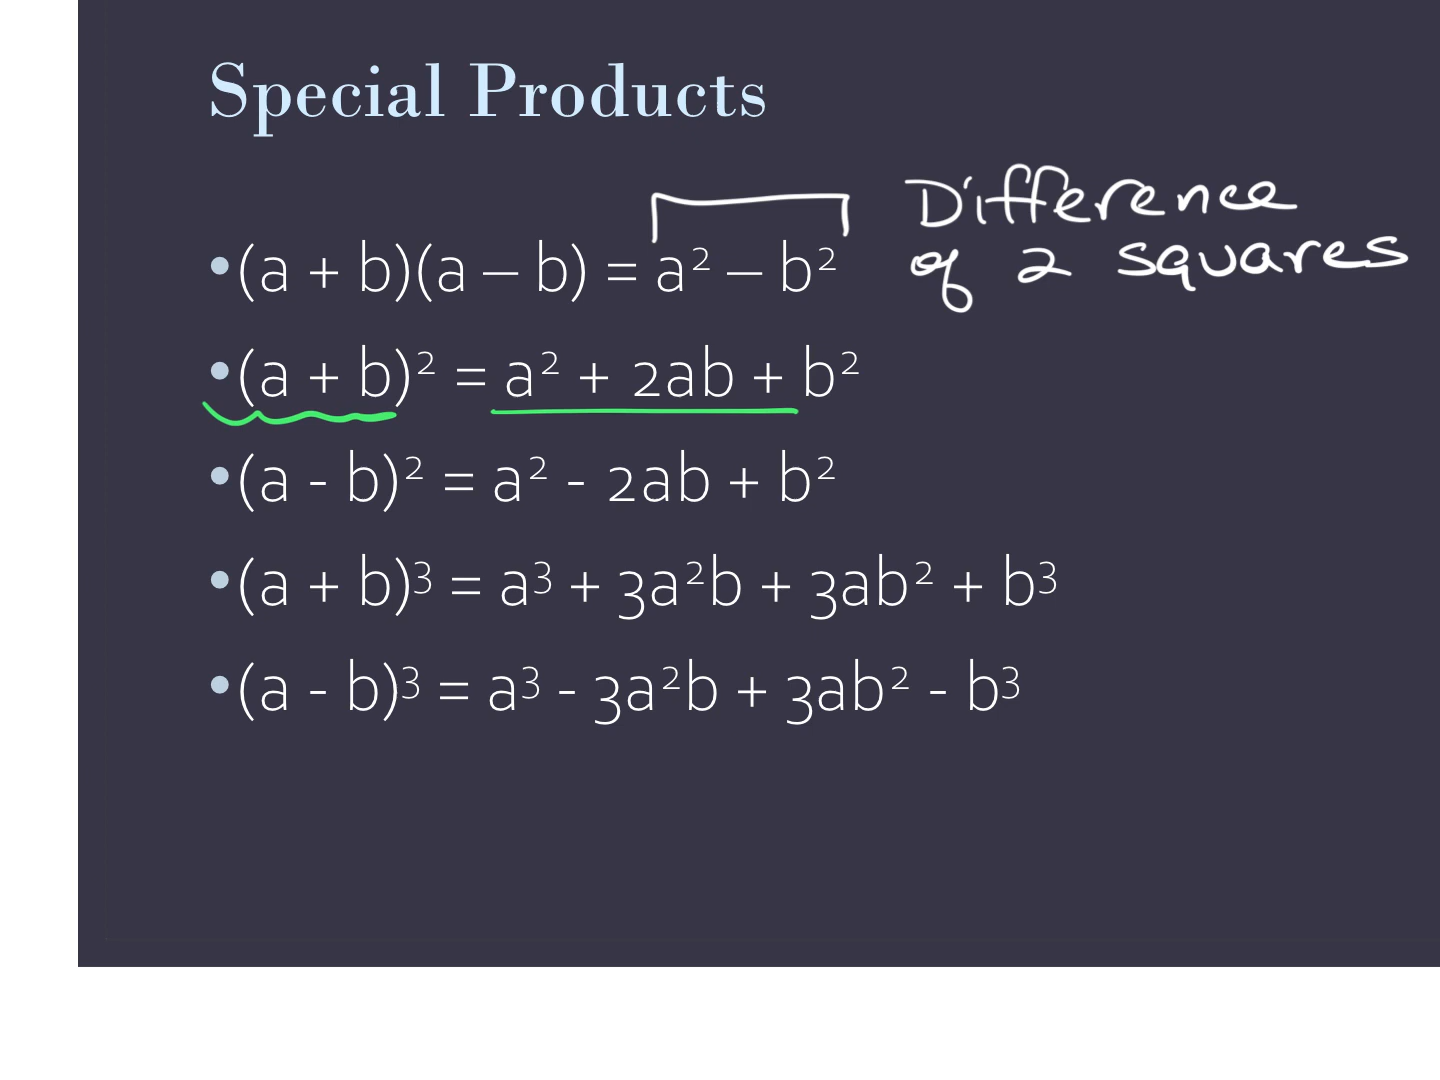 Special Products
Difference
of 2 squares
•(a + b)(a – b) = a² – b²
•(a + b)² = a² + 2ab + b²
•(a - b)² = a² - 2ab + b²
•(a + b)³ = a³ + 3a²b + 3ab² + b³
•(a - b)³ = a³ - 3a²b + 3ab² - b³